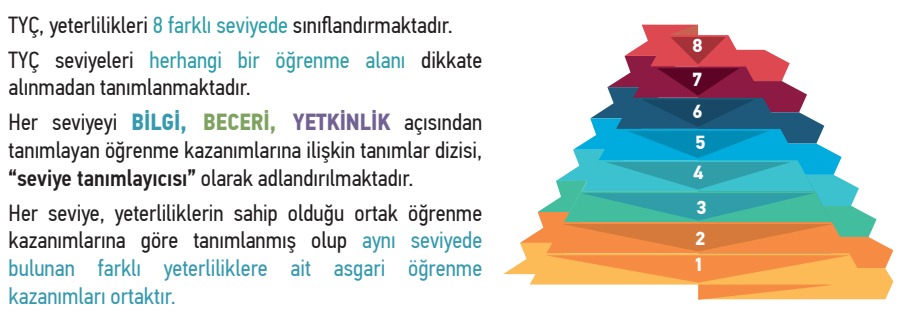 TYÇ, yeterlilikleri 8 farklı seviyede sınıflandırmaktadır.
TYÇ seviyeleri herhangi bir öğrenme alanı dikkate
alınmadan tanımlanmaktadır.
Her seviyeyi BİLGİ, BECERİ, YETKİNLİK açısından
tanımlayan öğrenme kazanımlarına ilişkin tanımlar dizisi,
“seviye tanımlayıcısı” olarak adlandırılmaktadır.
Her seviye, yeterliliklerin sahip olduğu ortak öğrenme
kazanımlarına göre tanımlanmış olup aynı seviyede
bulunan farklı yeterliliklere ait asgari öğrenme
kazanımları ortaktır.
8
7
6
5
4
3
2
1